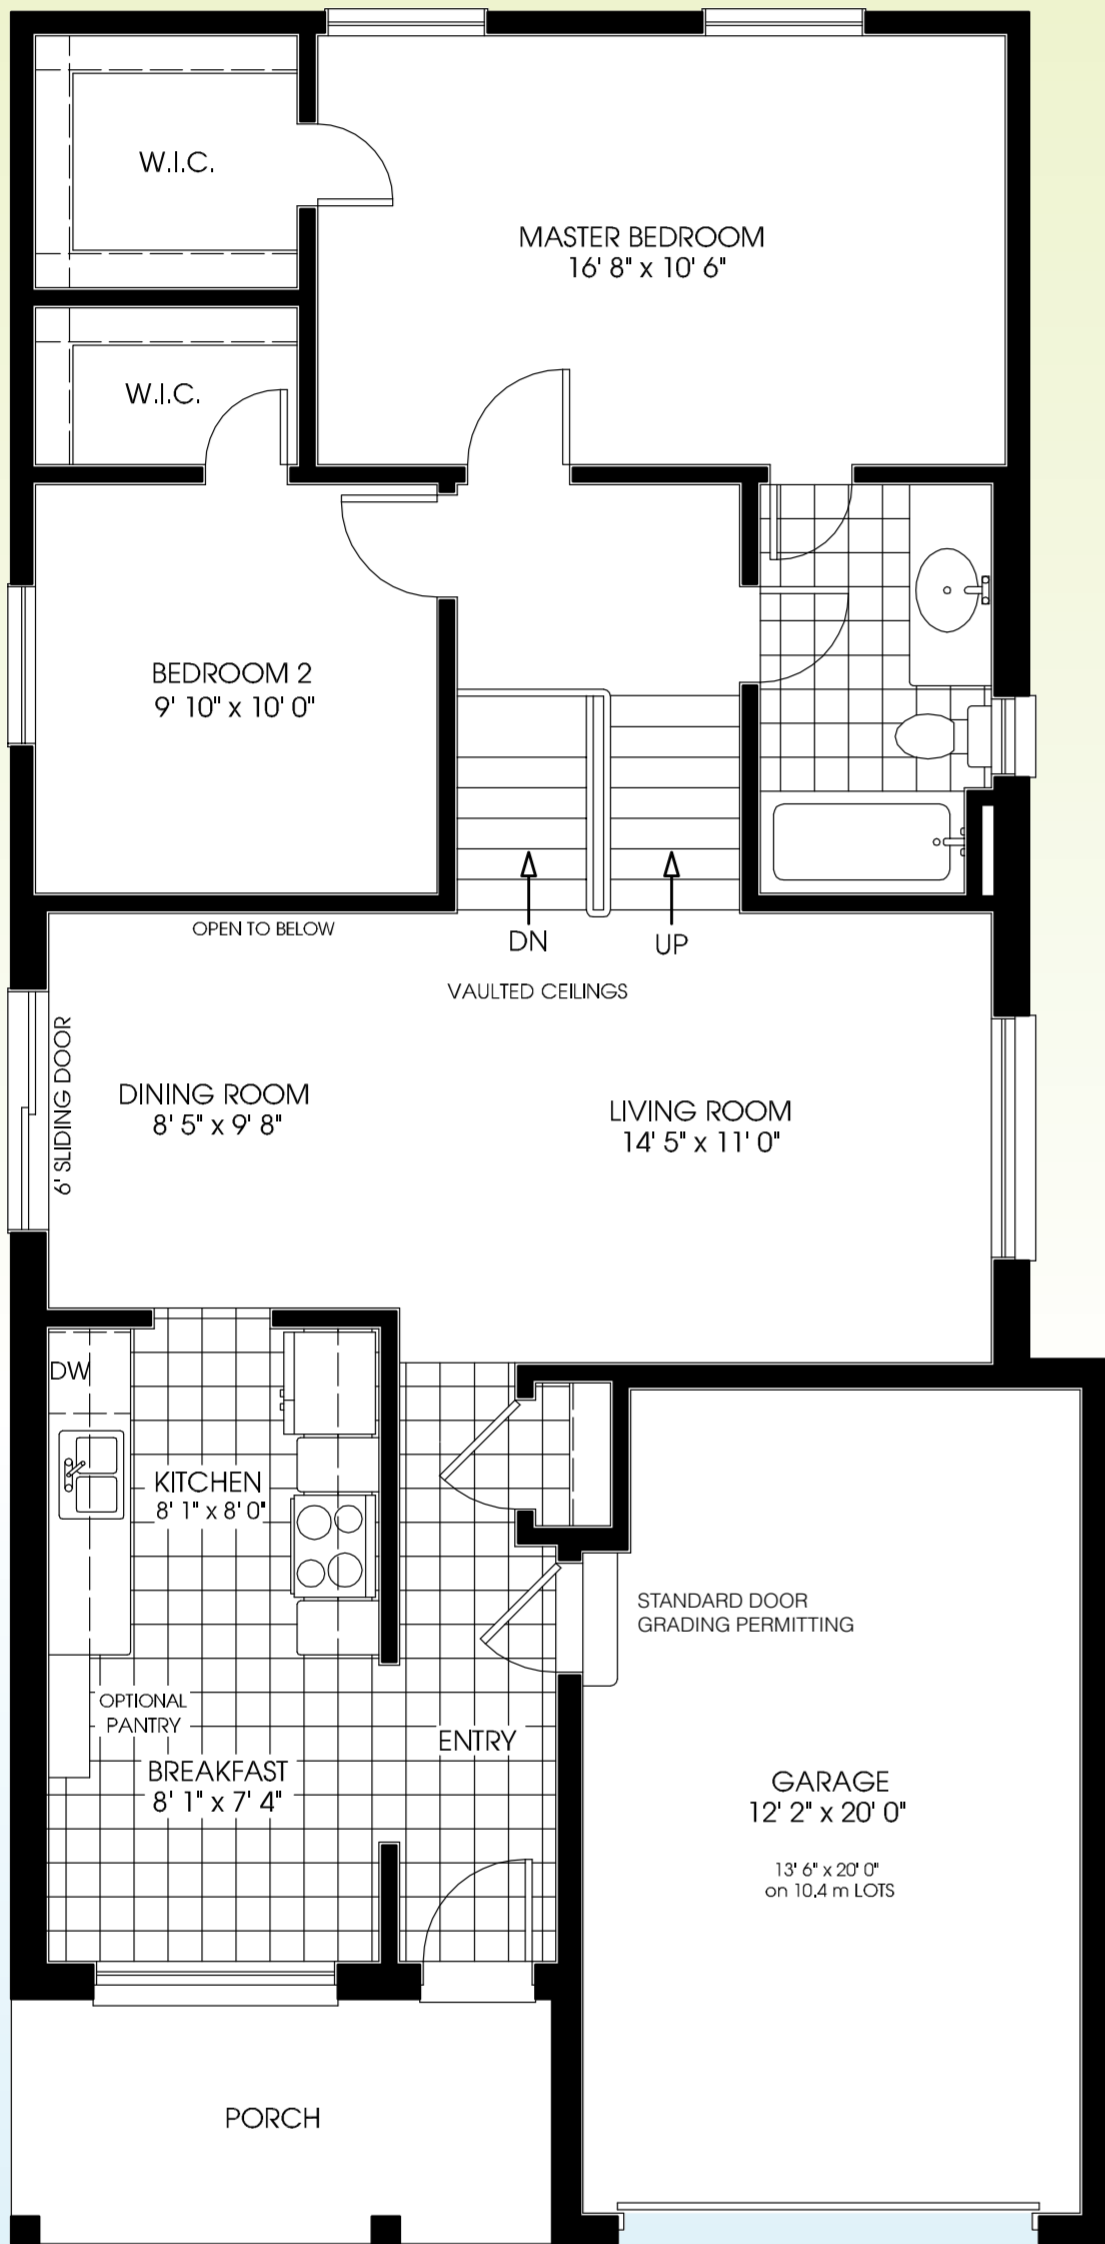 W.I.C.
MASTER BEDROOM
16' 8" x 10' 6"
W.I.C.
BEDROOM 2
9' 10" x 10' 0"
OPEN TO BELOW
DN
UP
VAULTED CEILINGS
6' SLIDING DOOR
DINING ROOM
8' 5" x 9' 8"
LIVING ROOM
14' 5" x 11' 0"
DW
KITCHEN
8' 1" x 8' 0"
STANDARD DOOR
GRADING PERMITTING
OPTIONAL
PANTRY
ENTRY
BREAKFAST
8' 1" x 7' 4"
GARAGE
12' 2" x 20' 0"
13' 6" x 20' 0"
on 10.4 m LOTS
PORCH